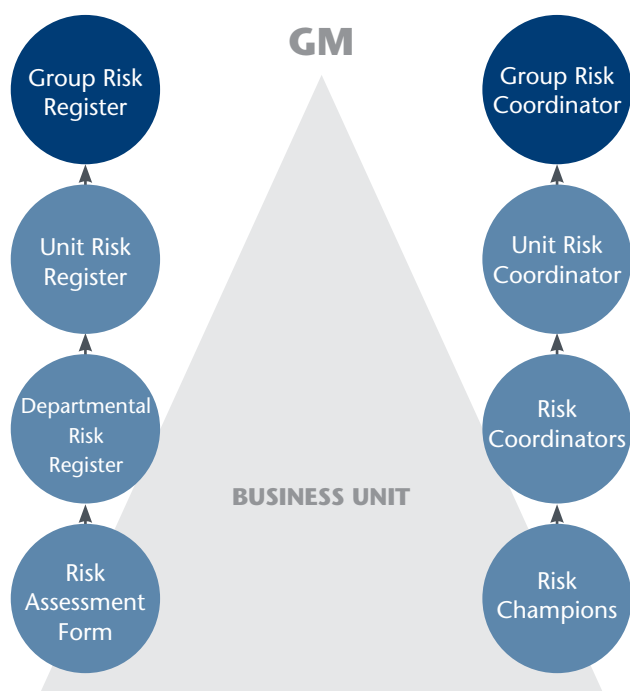 GM
Group Risk
Register
Group Risk
Coordinator
Unit Risk
Register
Unit Risk
Coordinator
Departmental
Risk
Register
Risk
Coordinators
BUSINESS UNIT
Risk
Assessment
Form
Risk
Champions